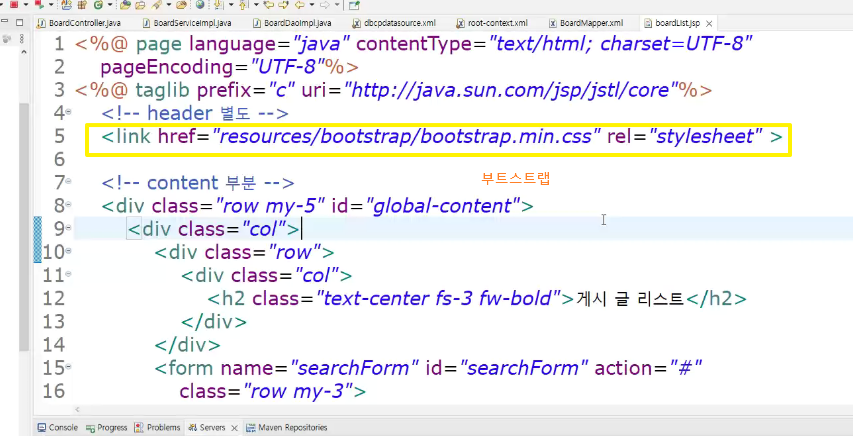 BoardController.java BoardServiceImpl.java BoardDaoImpl.java dbcpdatasource.xml root-context.xml BoardMapper.xml boardList.jsp
1 <%@ page language="java" contentType="text/html; charset=UTF-8"
2 pageEncoding="UTF-8"%>
3 <%@ taglib prefix="c" uri="http://java.sun.com/jsp/jstl/core"%>
4 <!-- header 별도 -->
5 <link href="resources/bootstrap/bootstrap.min.css" rel="stylesheet" >
6
부트스트랩
7 <!-- content 부분 -->
8 <div class="row my-5" id="global-content">
9 <div class="col">
10 <div class="row">
11 <div class="col">
12 <h2 class="text-center fs-3 fw-bold">게시 글 리스트</h2>
13 </div>
14 </div>
15 <form name="searchForm" id="searchForm" action="#"
16 class="row my-3">
Console Progress Problems Servers Maven Repositories